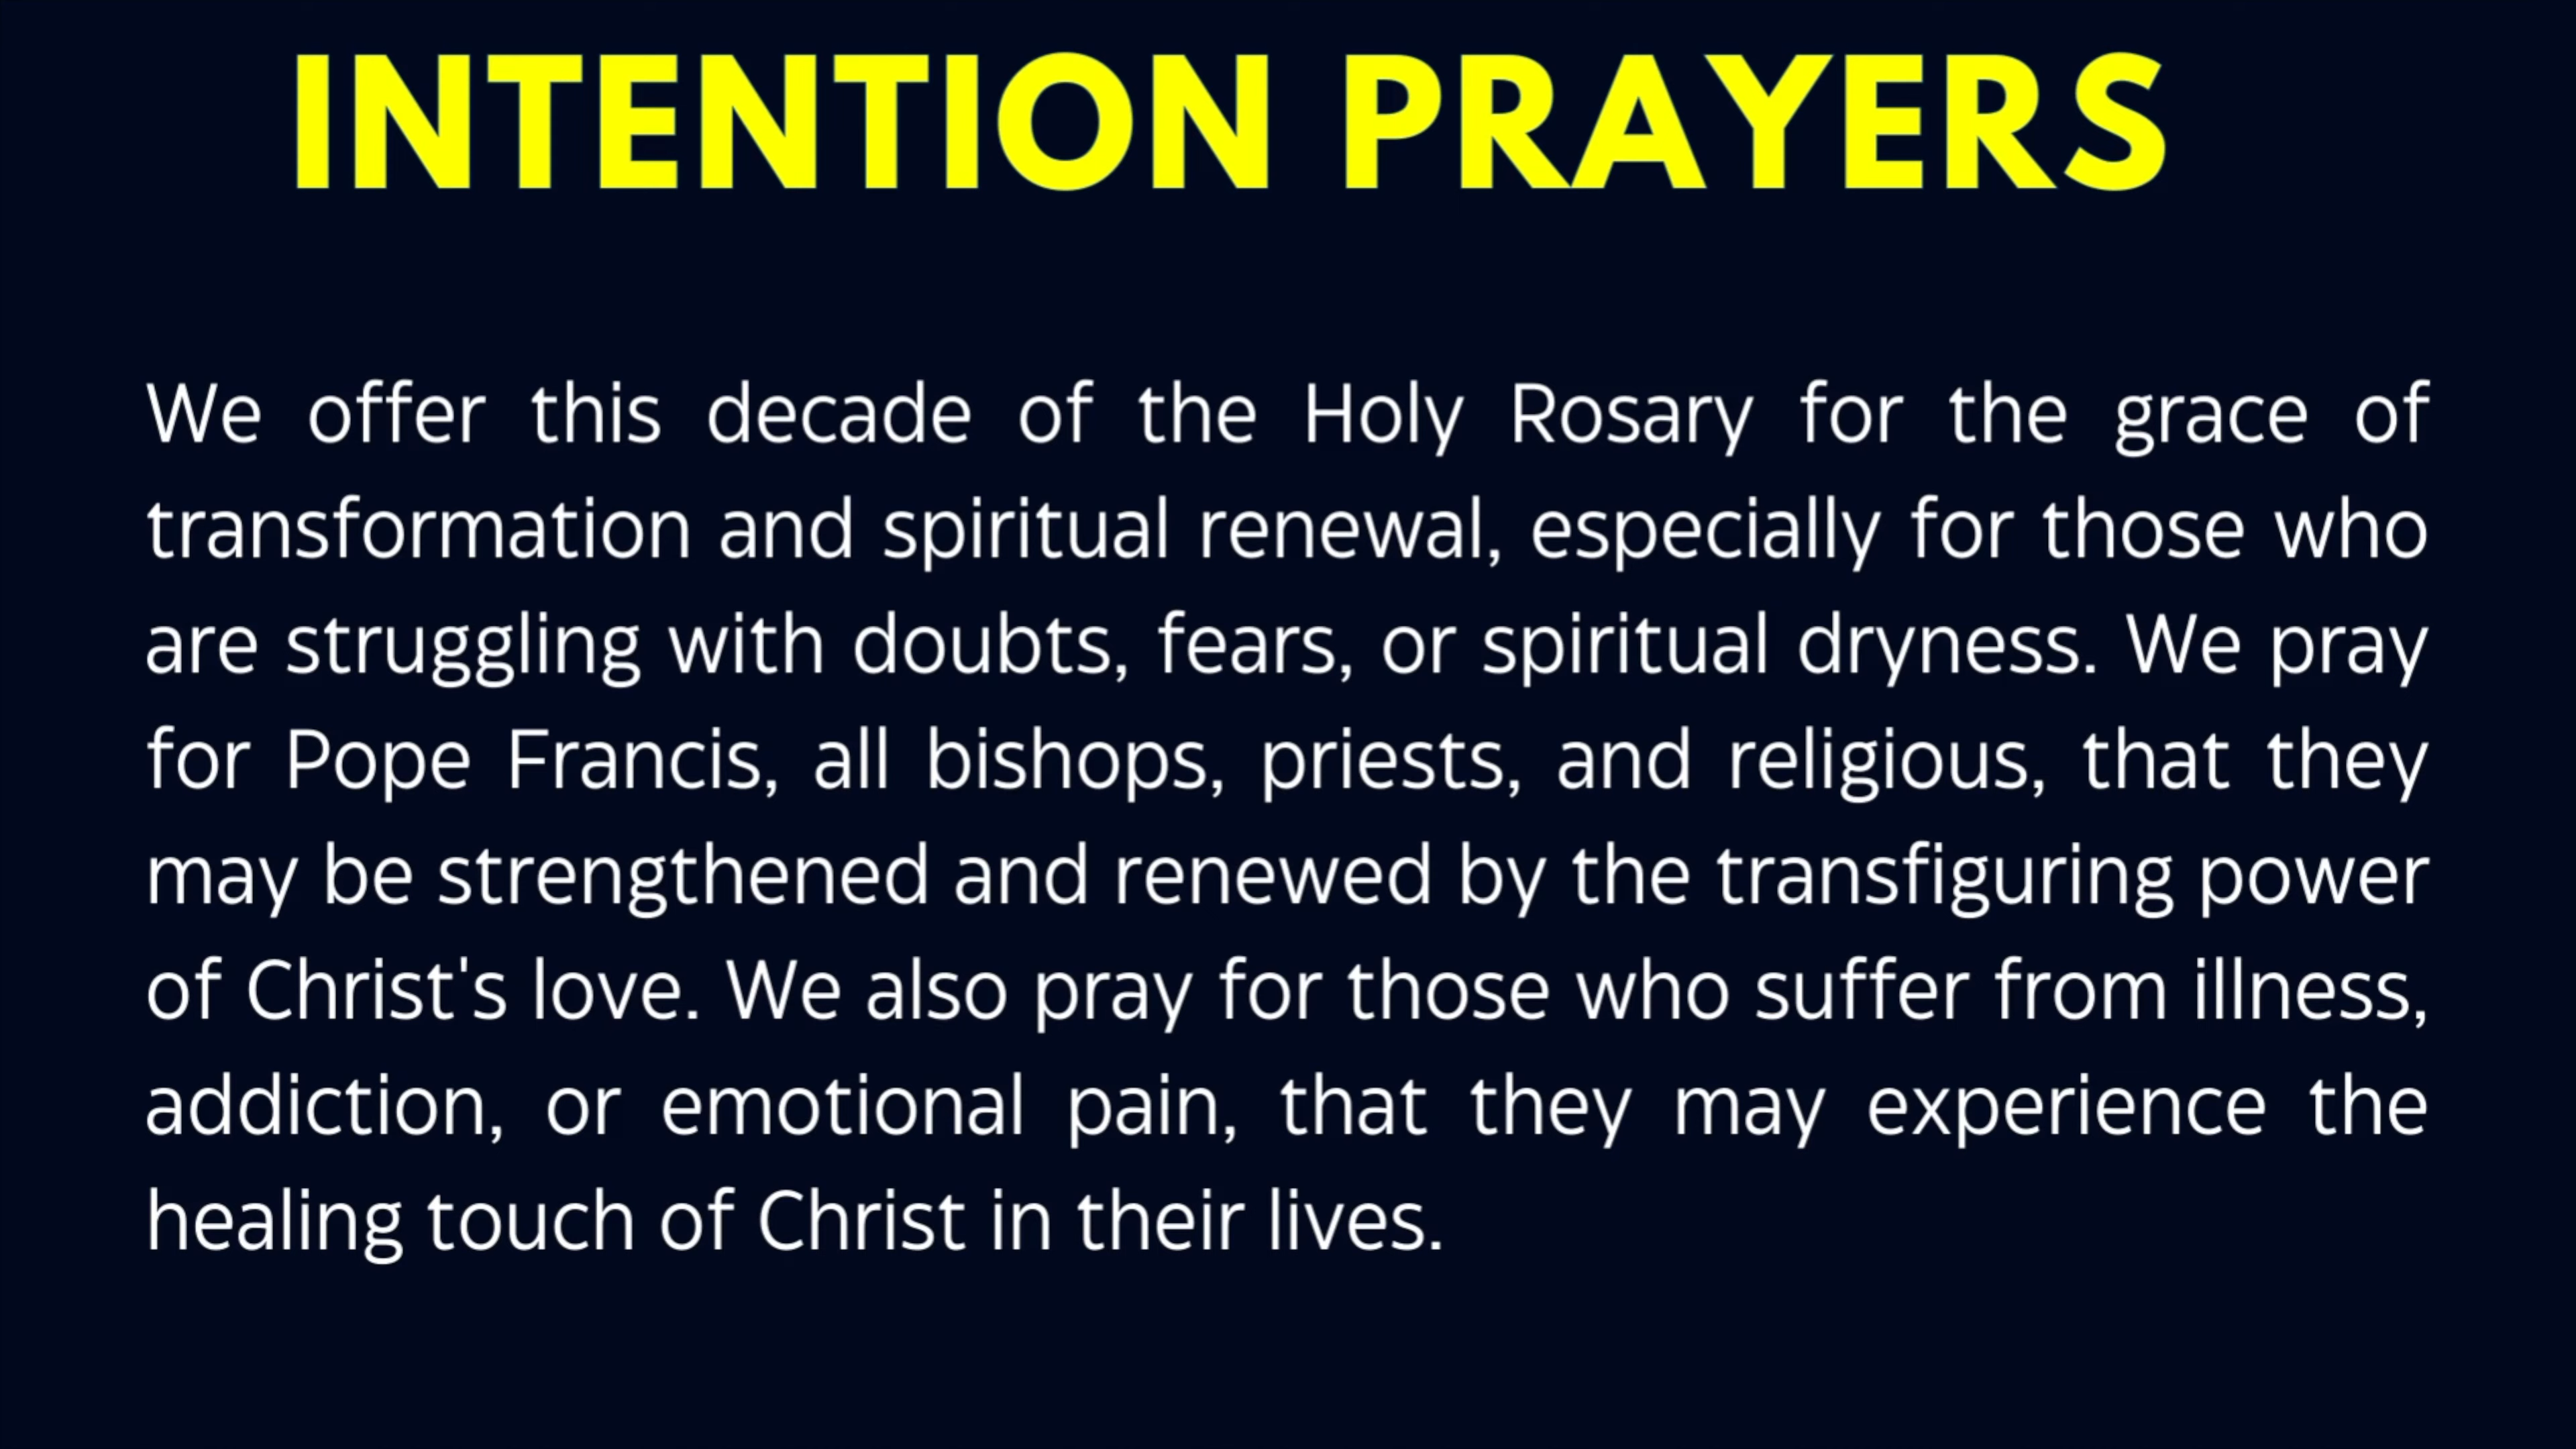 INTENTION PRAYERS
We offer this decade of the Holy Rosary for the grace of
transformation and spiritual renewal, especially for those who
are struggling with doubts, fears, or spiritual dryness. We pray
for Pope Francis, all bishops, priests, and religious, that they
may be strengthened and renewed by the transfiguring power
of Christ's love. We also pray for those who suffer from illness,
addiction, or emotional pain, that they may experience the
healing touch of Christ in their lives.